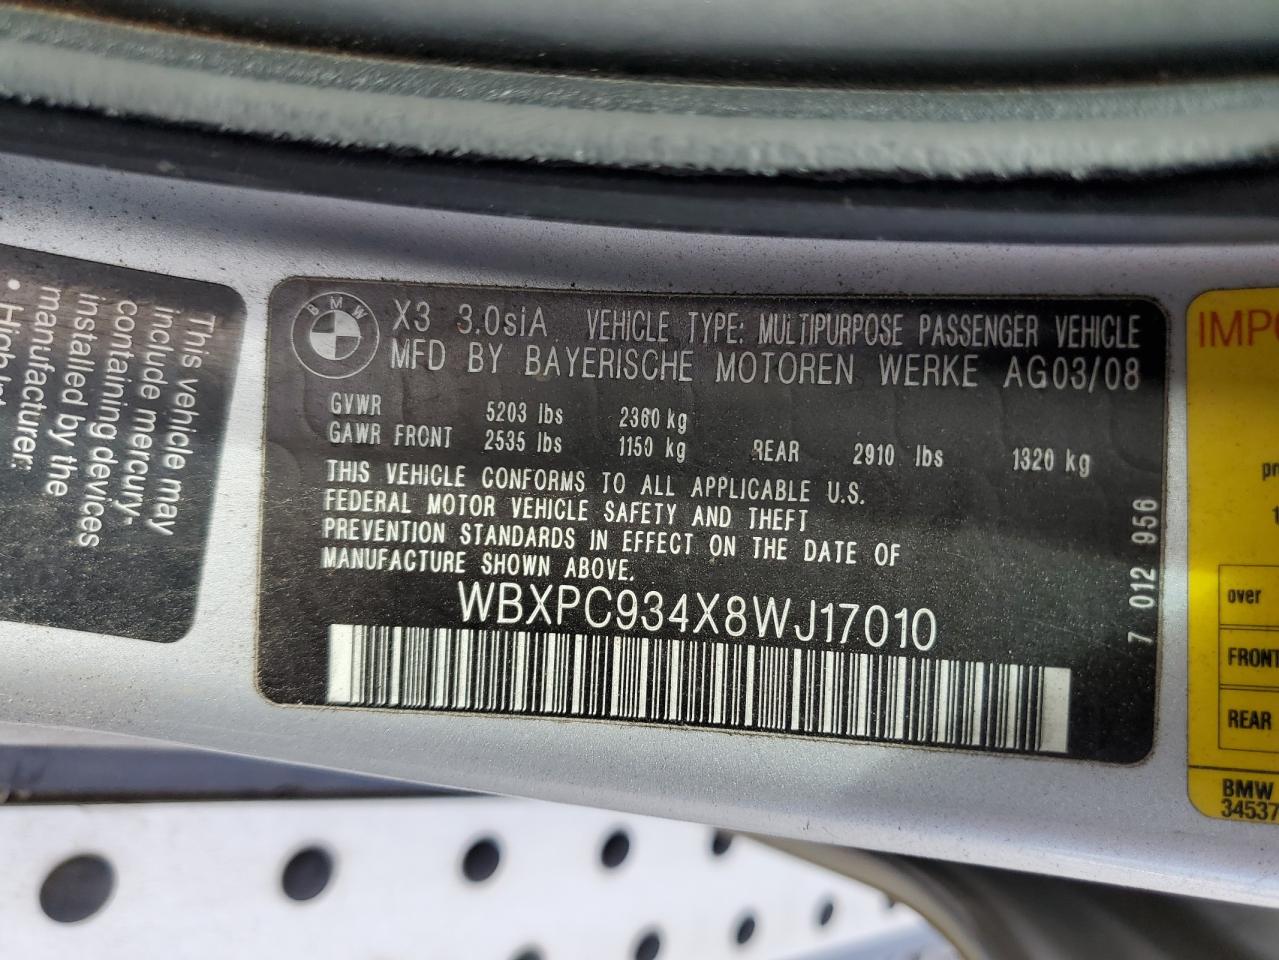 This vehicle may
include mercury-
containing devices
installed by the
manufacturer:
BMW
X3 3.0siA VEHICLE TYPE: MULTIPURPOSE PASSENGER VEHICLE
MFD BY BAYERISCHE MOTOREN WERKE AG03/08
GVWR 5203 lbs 2360 kg
GAWR FRONT 2535 lbs 1150 kg REAR 2910 lbs 1320 kg
THIS VEHICLE CONFORMS TO ALL APPLICABLE U.S.
FEDERAL MOTOR VEHICLE SAFETY AND THEFT
PREVENTION STANDARDS IN EFFECT ON THE DATE OF
MANUFACTURE SHOWN ABOVE.
WBXPC934X8WJ17010
7 012 956
over
FRONT
REAR
BMW
34537